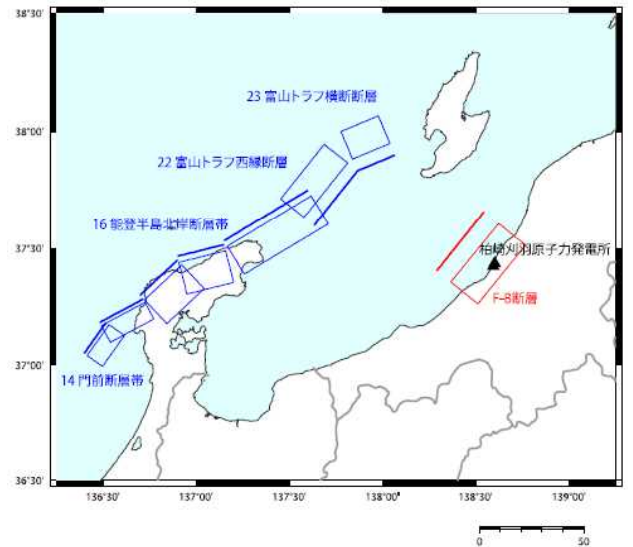 38°30'
23 富山トラフ横断断層
38°00'
22 富山トラフ西縁断層
16 能登半島北岸断層帯
37°30'
柏崎刈羽原子力発電所
F-B断層
37°00'
14 門前断層帯
36°30'
136°30'
137°00'
137°30'
138°00'
138°30'
139°00'
0
50